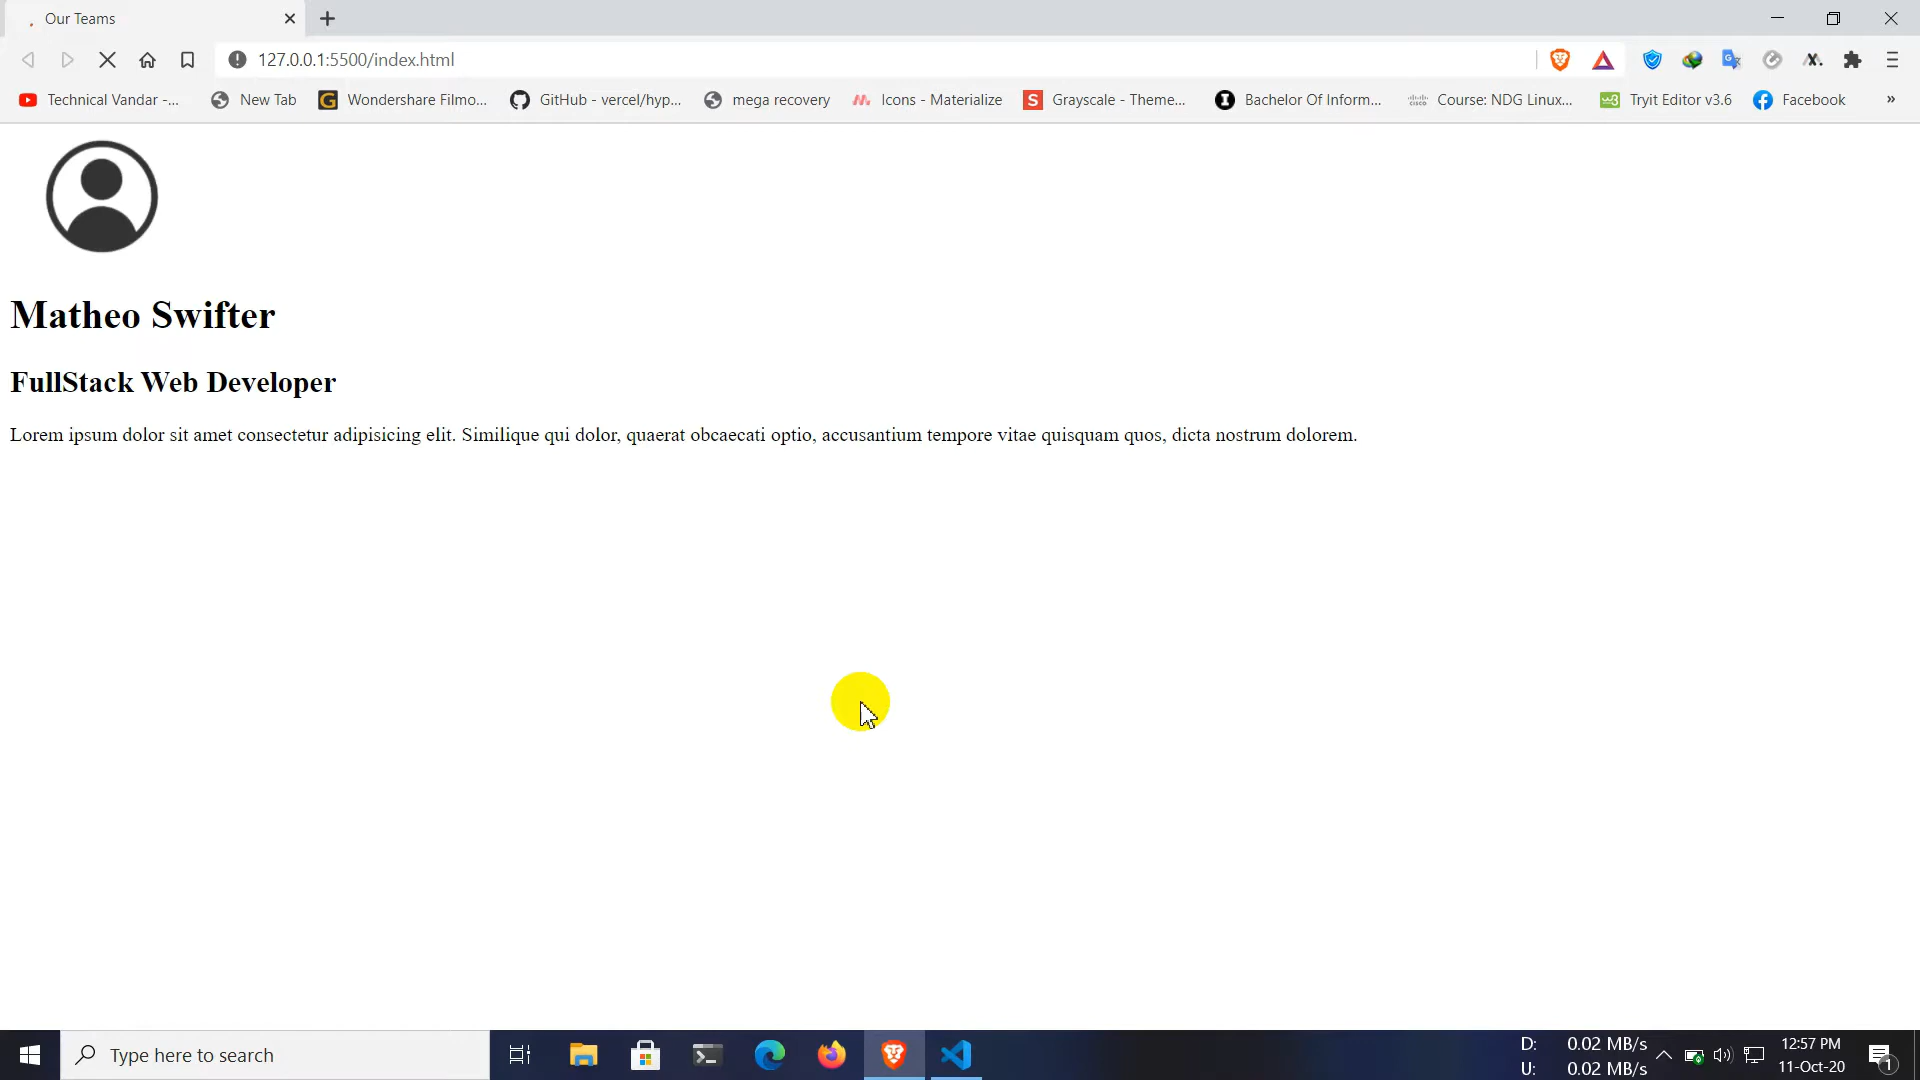 Our Teams
127.0.0.1:5500/index.html
Technical Vandar -... New Tab Wondershare Filmo... GitHub - vercel/hyp... mega recovery Icons - Materialize Grayscale - Theme... Bachelor Of Inform... Course: NDG Linux... Tryit Editor v3.6 Facebook »
Matheo Swifter
FullStack Web Developer
Lorem ipsum dolor sit amet consectetur adipisicing elit. Similique qui dolor, quaerat obcaecati optio, accusantium tempore vitae quisquam quos, dicta nostrum dolorem.
Type here to search
D: 0.02 MB/s
U: 0.02 MB/s
12:57 PM
11-Oct-20
1